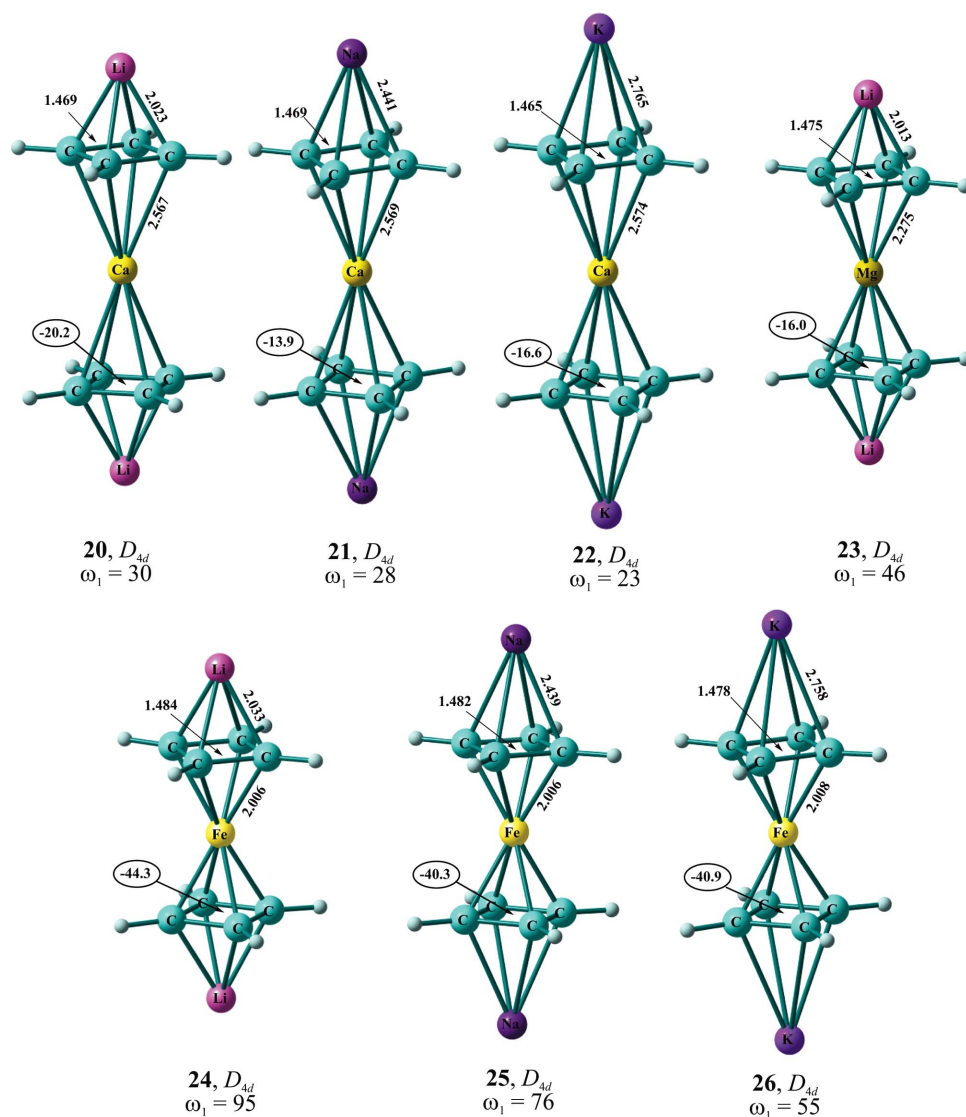 Li
1.469
2.023
C
C
C
C
2.567
Ca
-20.2
C
C
C
C
Li
20, D4d
ω1 = 30
Na
1.469
2.441
C
C
C
C
2.569
Ca
-13.9
C
C
C
C
Na
21, D4d
ω1 = 28
K
1.465
2.765
C
C
C
C
2.574
Ca
-16.6
C
C
C
C
K
22, D4d
ω1 = 23
Li
1.475
2.013
C
C
C
C
2.275
Mg
-16.0
C
C
C
C
Li
23, D4d
ω1 = 46
Li
1.484
2.033
C
C
C
C
2.006
Fe
-44.3
C
C
C
C
Li
24, D4d
ω1 = 95
Na
1.482
2.439
C
C
C
C
2.006
Fe
-40.3
C
C
C
C
Na
25, D4d
ω1 = 76
K
1.478
2.758
C
C
C
C
2.008
Fe
-40.9
C
C
C
C
K
26, D4d
ω1 = 55